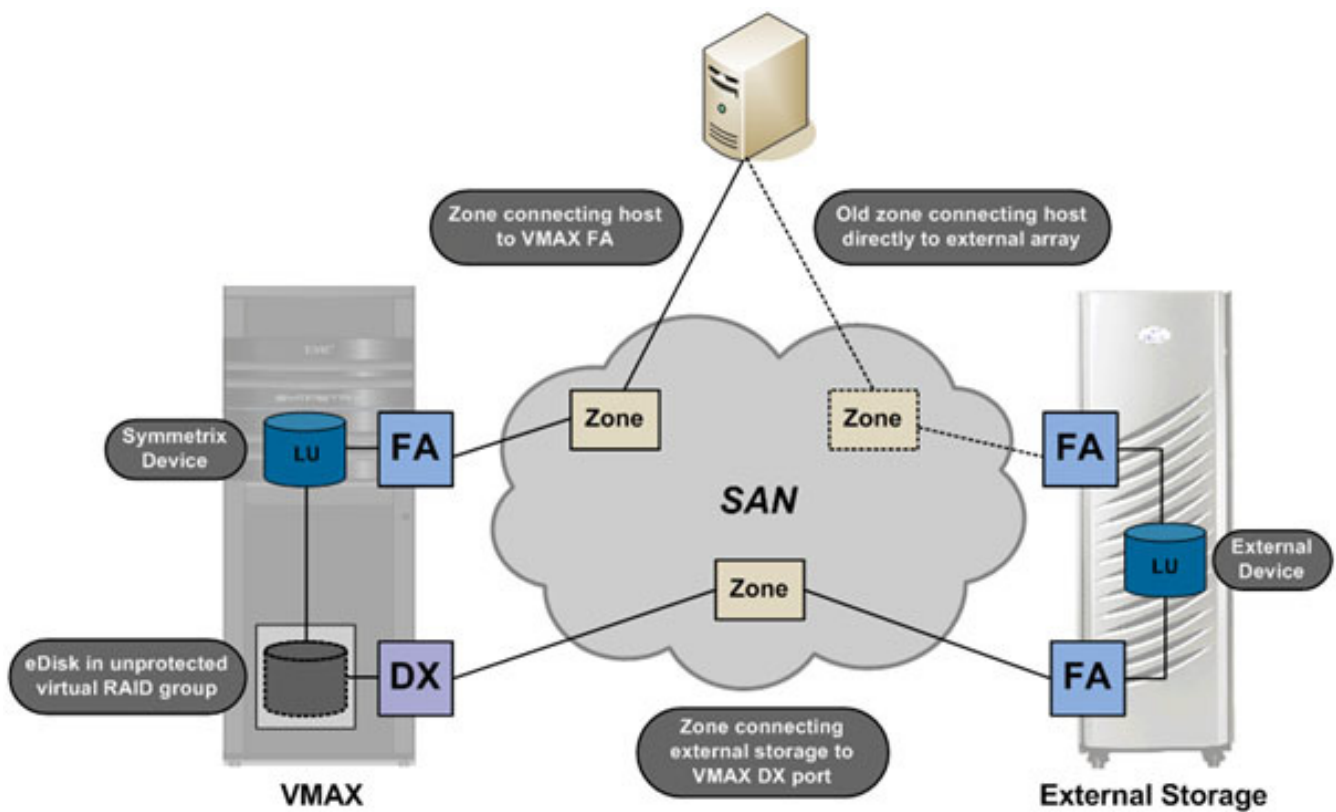 Zone connecting host
to VMAX FA
Old zone connecting host
directly to external array
EMC
Symmetrix
Device
LU
FA
Zone
Zone
FA
SAN
LU
External
Device
Zone
eDisk in unprotected
virtual RAID group
DX
FA
Zone connecting
external storage to
VMAX DX port
VMAX
External Storage